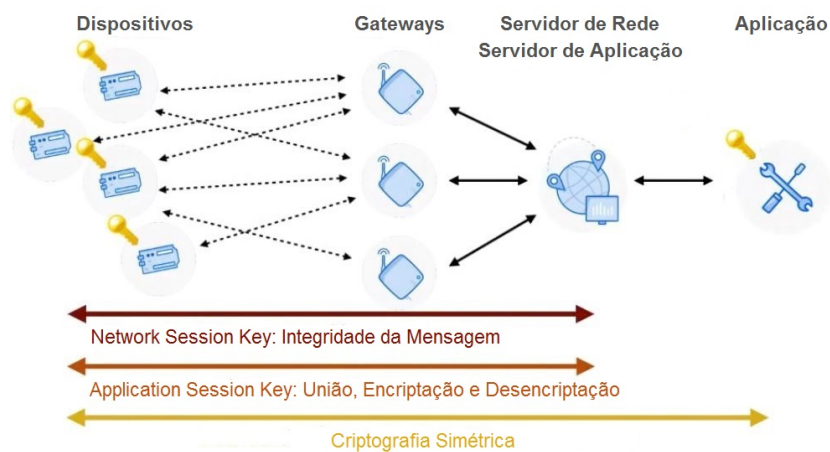 Dispositivos
Gateways
Servidor de Rede
Servidor de Aplicação
Aplicação
Network Session Key: Integridade da Mensagem
Application Session Key: União, Encriptação e Desencriptação
Criptografia Simétrica